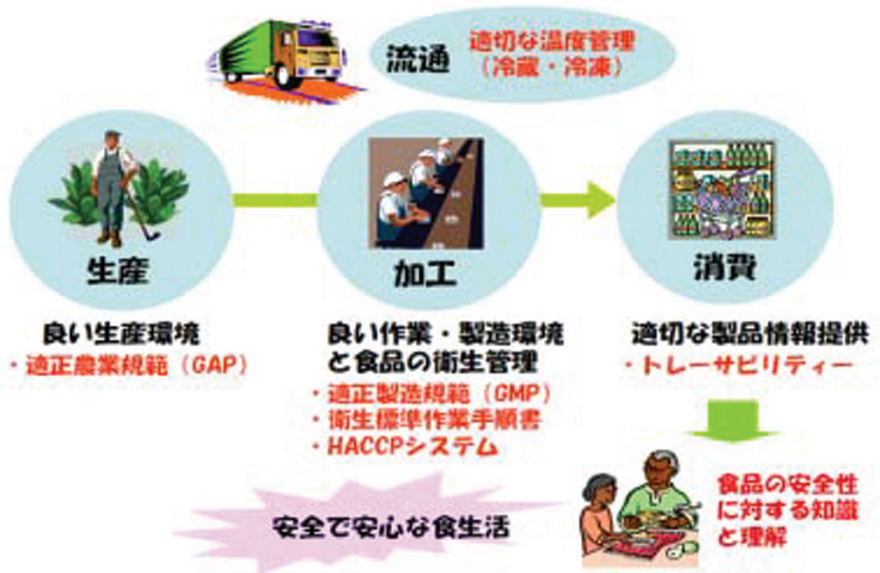 流通
適切な温度管理
(冷蔵・冷凍)
生産
加工
消費
良い生産環境
・適正農業規範(GAP)
良い作業・製造環境
と食品の衛生管理
・適正製造規範(GMP)
・衛生標準作業手順書
・HACCPシステム
適切な製品情報提供
・トレーサビリティー
食品の安全性
に対する知識
と理解
安全で安心な食生活